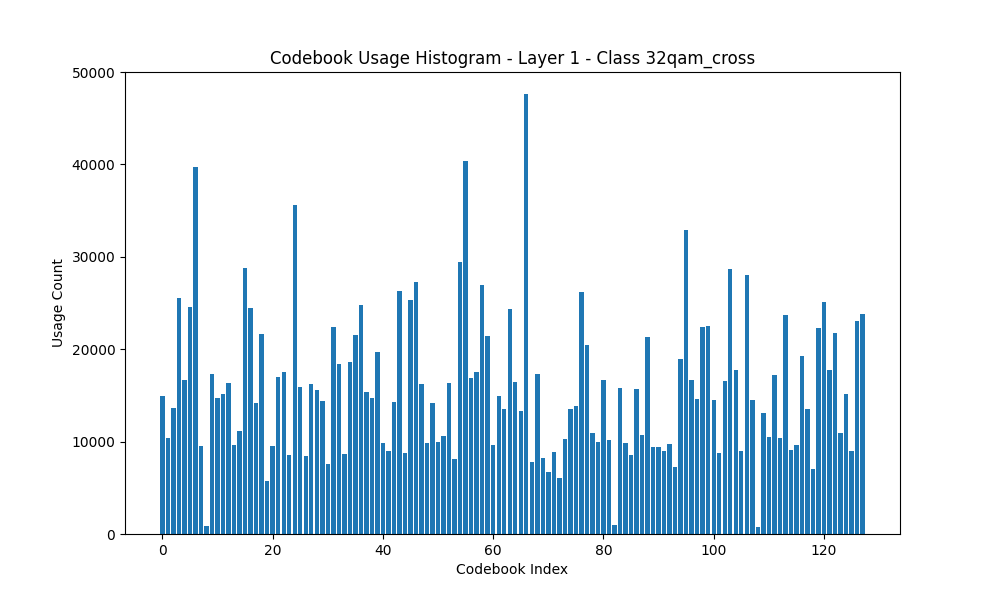 Codebook Usage Histogram - Layer 1 - Class 32qam_cross
50000
40000
30000
20000
10000
0
Usage Count
0 20 40 60 80 100 120
Codebook Index